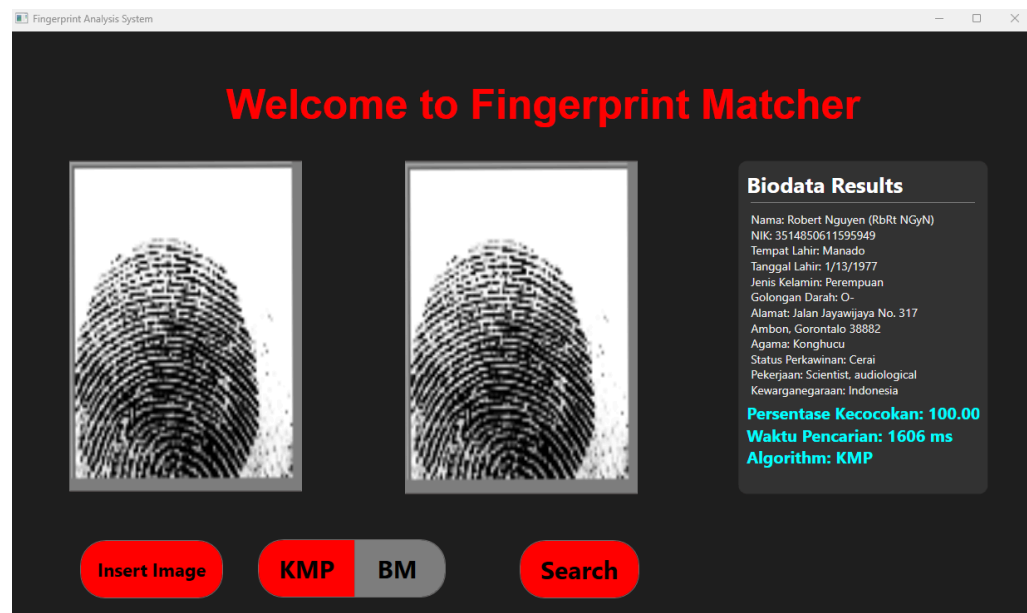 Fingerprint Analysis System
Welcome to Fingerprint Matcher
Biodata Results
Nama: Robert Nguyen (RbRt NGyN)
NIK: 3514850611595949
Tempat Lahir: Manado
Tanggal Lahir: 1/13/1977
Jenis Kelamin: Perempuan
Golongan Darah: O-
Alamat: Jalan Jayawijaya No. 317
Ambon, Gorontalo 38882
Agama: Konghucu
Status Perkawinan: Cerai
Pekerjaan: Scientist, audiological
Kewarganegaraan: Indonesia
Persentase Kecocokan: 100.00
Waktu Pencarian: 1606 ms
Algorithm: KMP
Insert Image
KMP
BM
Search